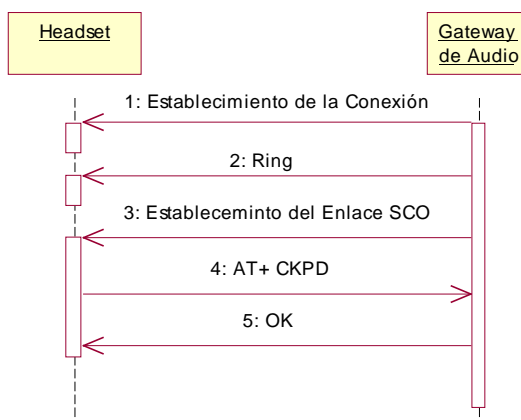 Headset
Gateway
de Audio
1: Establecimiento de la Conexión
2: Ring
3: Estableceminto del Enlace SCO
4: AT+ CKPD
5: OK